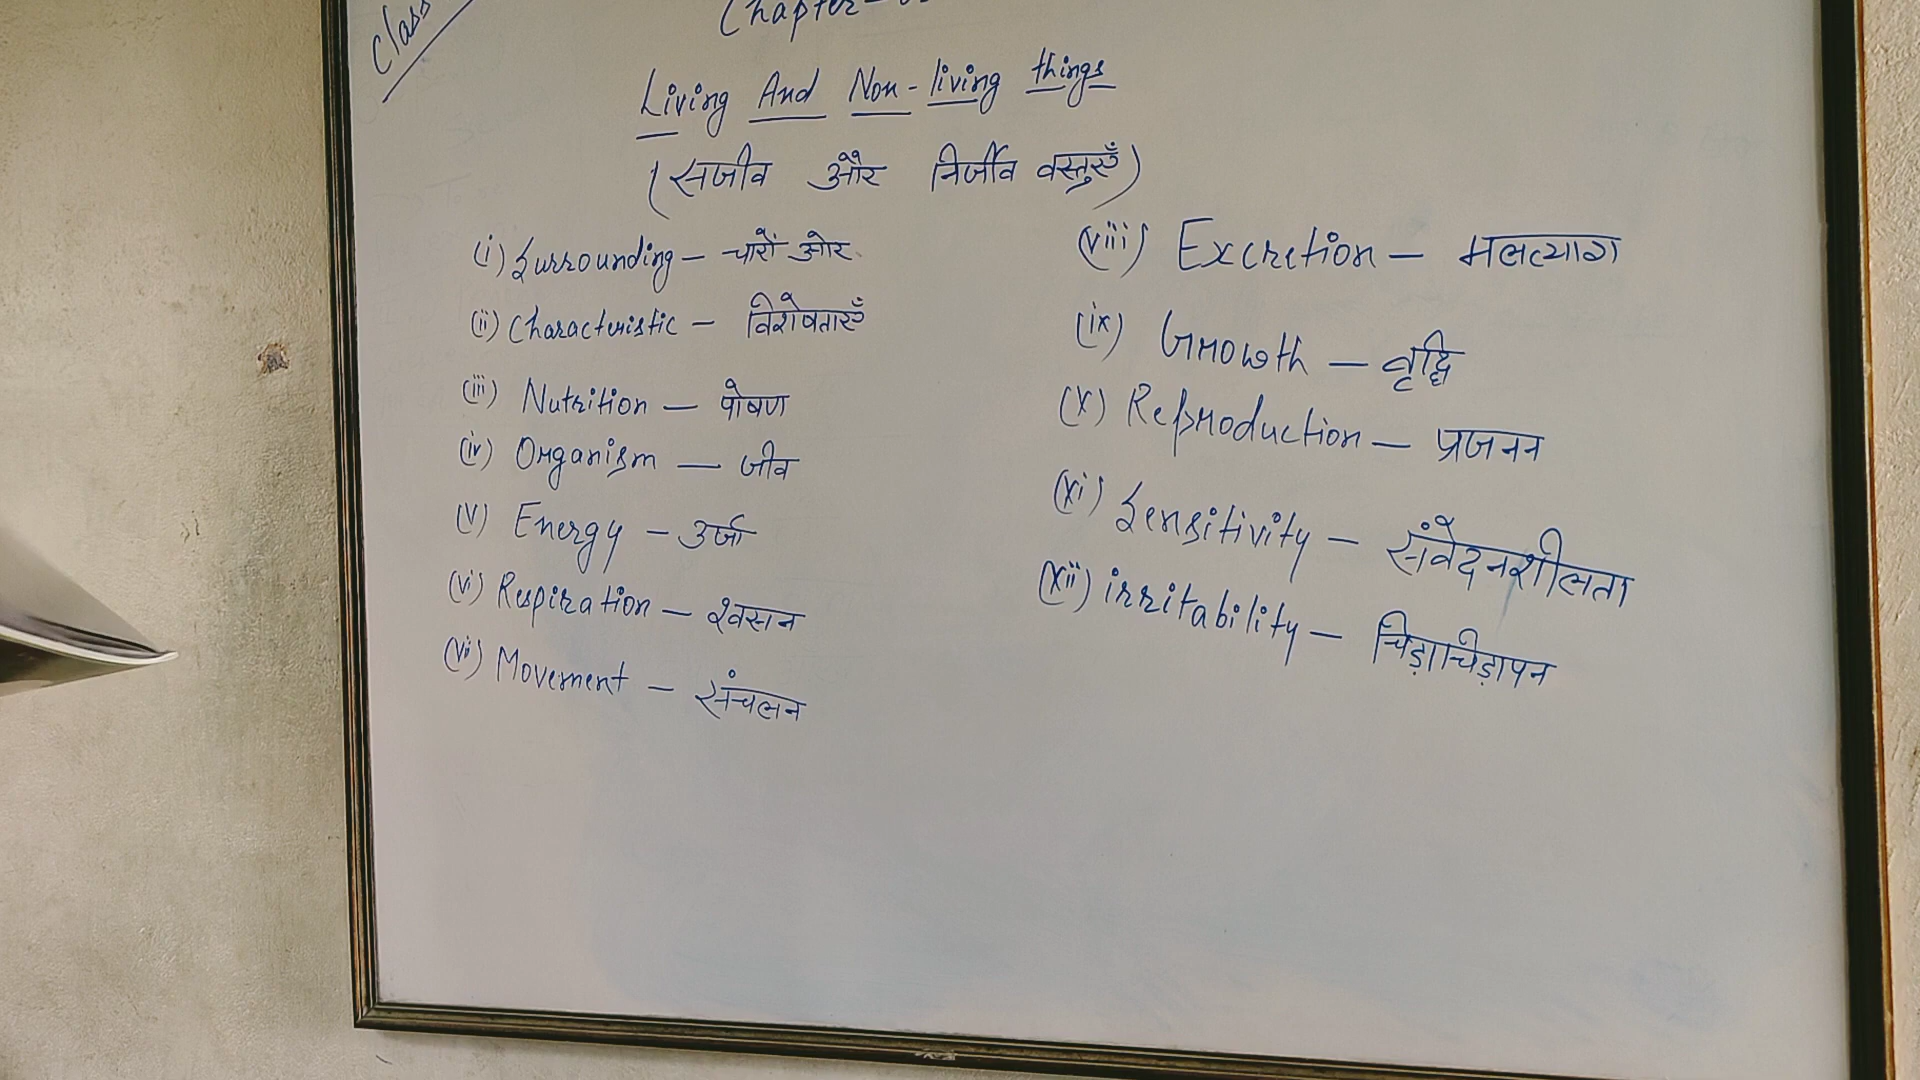 Class
Chapter-
Living And Non-living things
(सजीव और निर्जीव वस्तुएँ)
(i) Surrounding – चारों ओर
(ii) Characteristic – विशेषताएँ
(iii) Nutrition – पोषण
(iv) Organism – जीव
(v) Energy – उर्जा
(vi) Respiration – श्वसन
(vii) Movement – संचलन
(viii) Excretion – मलत्याग
(ix) Growth – वृद्धि
(x) Reproduction – प्रजनन
(xi) Sensitivity – संवेदनशीलता
(xii) irritability – चिड़ाचिड़ापन